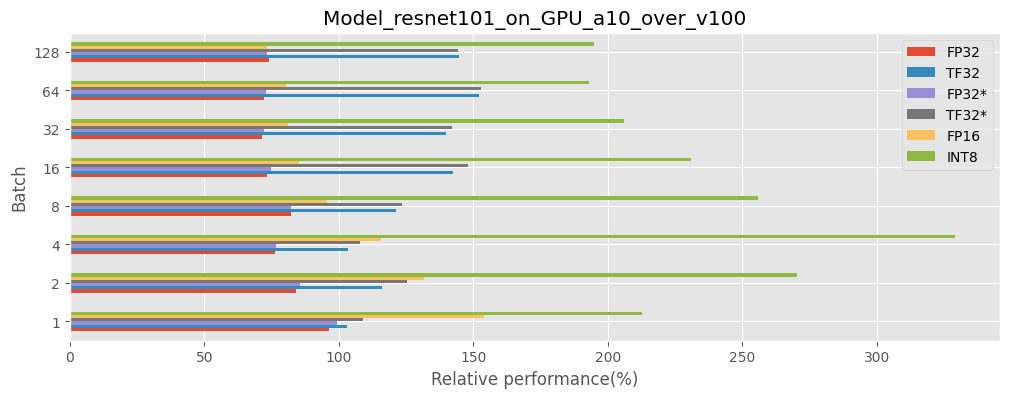 Model_resnet101_on_GPU_a10_over_v100
Batch
128
64
32
16
8
4
2
1
FP32
TF32
FP32*
TF32*
FP16
INT8
0 50 100 150 200 250 300
Relative performance(%)